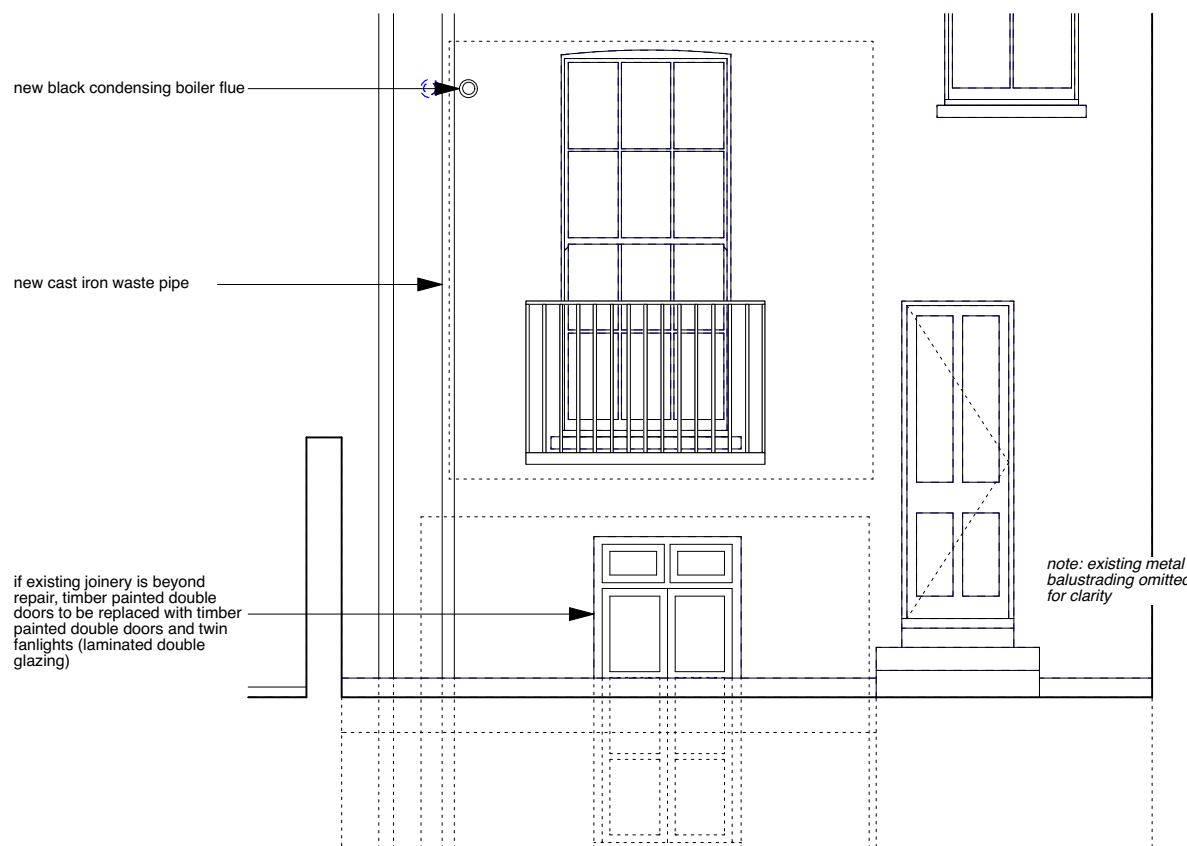 new black condensing boiler flue
new cast iron waste pipe
if existing joinery is beyond
repair, timber painted double
doors to be replaced with timber
painted double doors and twin
fanlights (laminated double
glazing)
note: existing metal
balustrading omitted
for clarity